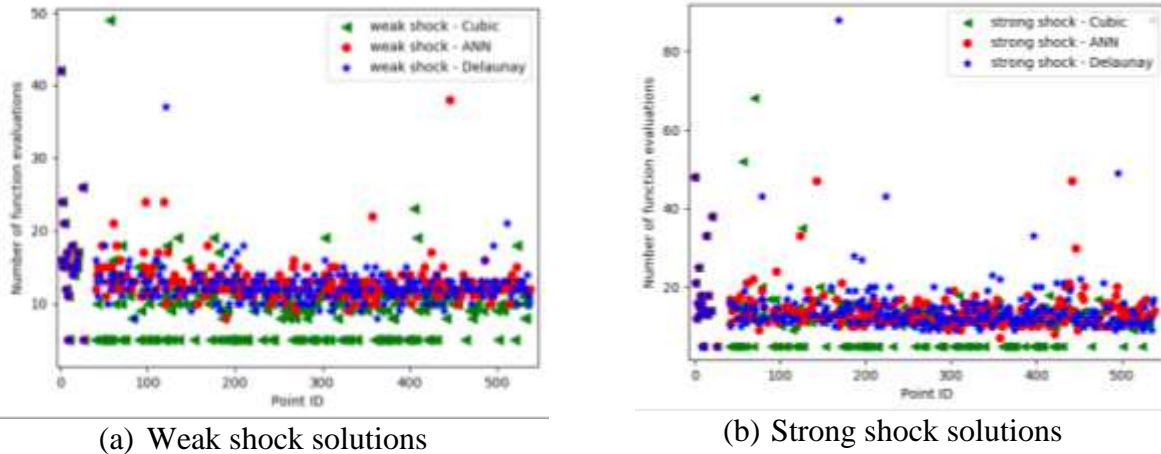 50
40
30
20
10
0 100 200 300 400 500
Number of function evaluations
Point ID
weak shock - Cubic
weak shock - ANN
weak shock - Delaunay
(a) Weak shock solutions
80
60
40
20
0 100 200 300 400 500
Number of function evaluations
Point ID
strong shock - Cubic
strong shock - ANN
strong shock - Delaunay
(b) Strong shock solutions